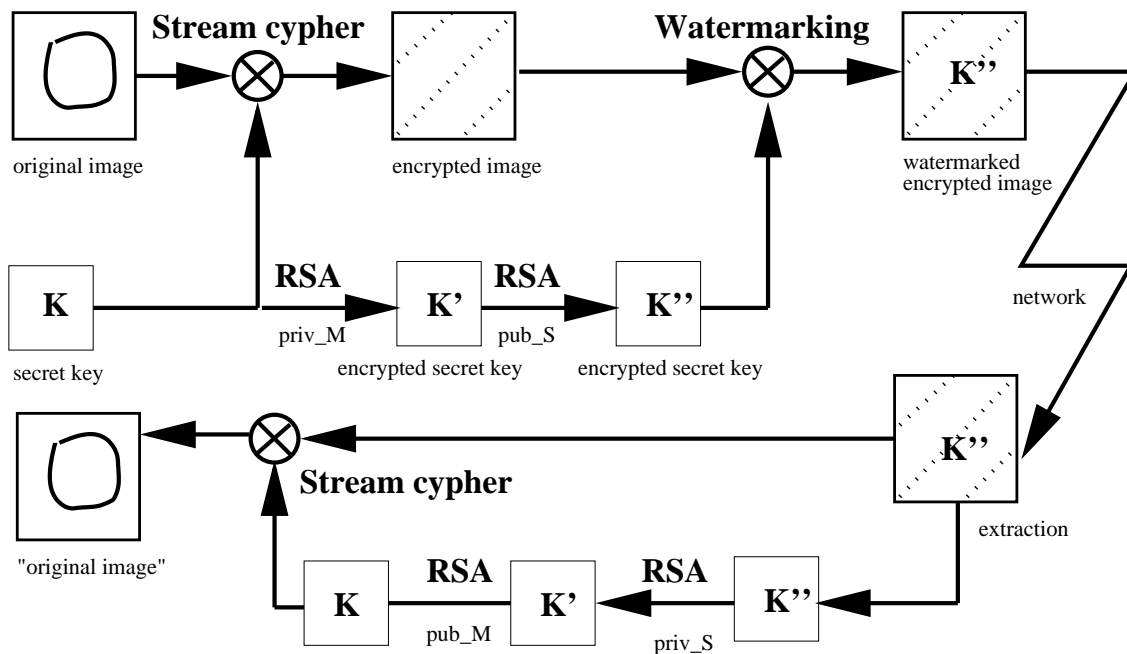 Stream cypher
Watermarking
K’’
original image
encrypted image
watermarked
encrypted image
RSA
RSA
K
K’
K’’
network
priv_M
pub_S
secret key
encrypted secret key
encrypted secret key
K’’
Stream cypher
extraction
"original image"
RSA
RSA
K
K’
K’’
pub_M
priv_S